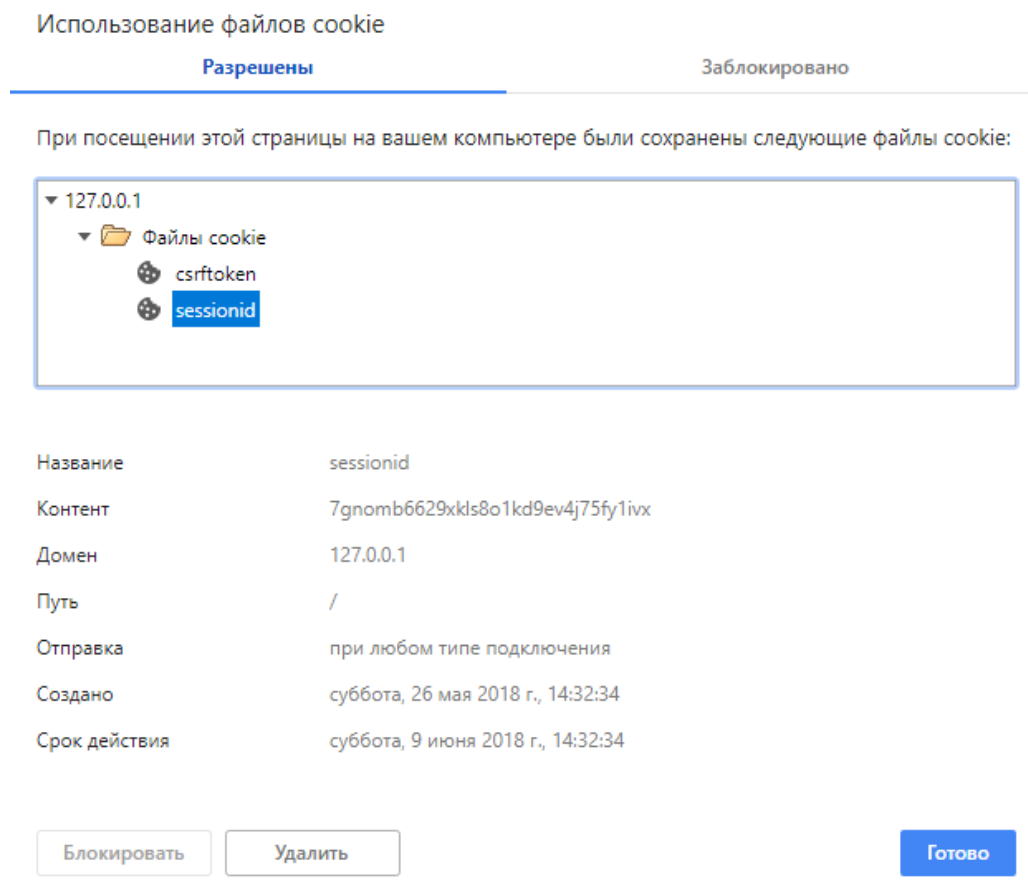 Использование файлов cookie
Разрешены Заблокировано
При посещении этой страницы на вашем компьютере были сохранены следующие файлы cookie:
127.0.0.1
Файлы cookie
csrftoken
sessionid
Название sessionid
Контент 7gnomb6629xkls8o1kd9ev4j75fy1ivx
Домен 127.0.0.1
Путь /
Отправка при любом типе подключения
Создано суббота, 26 мая 2018 г., 14:32:34
Срок действия суббота, 9 июня 2018 г., 14:32:34
Блокировать Удалить Готово